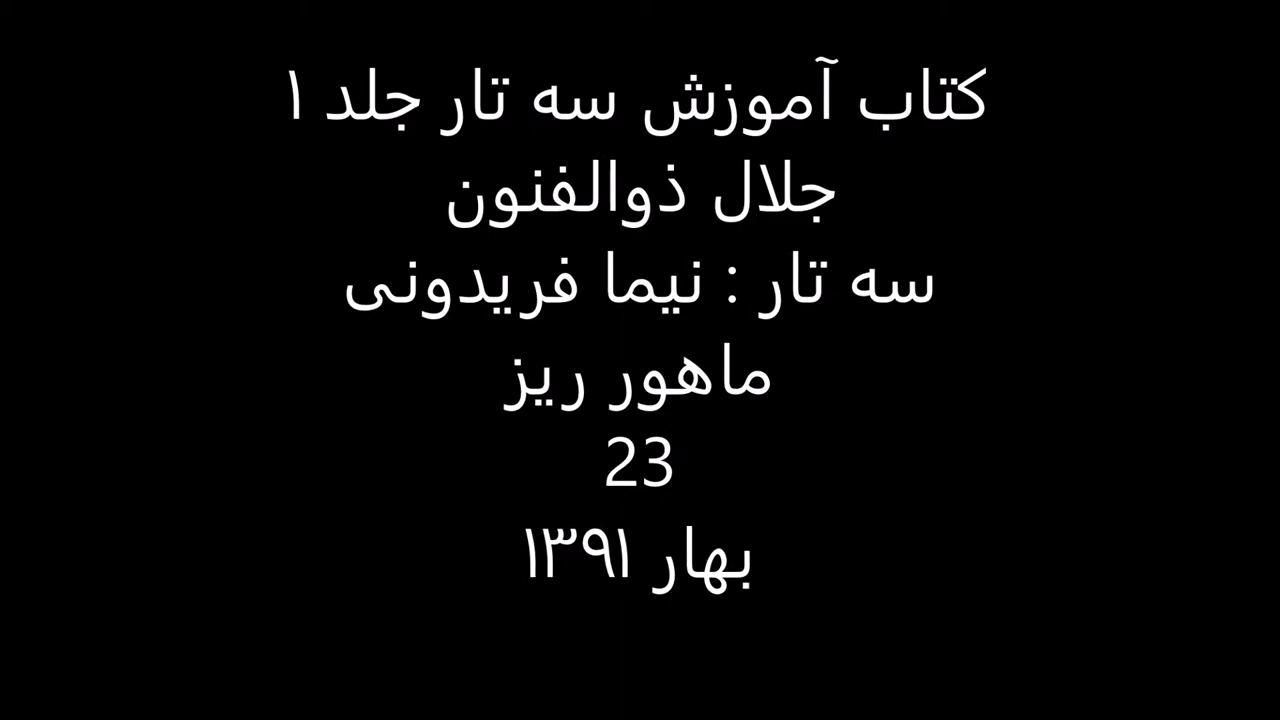 کتاب آموزش سه تار جلد ۱
جلال ذوالفنون
سه تار : نیما فریدونی
ماهور ریز
23
بهار ۱۳۹۱